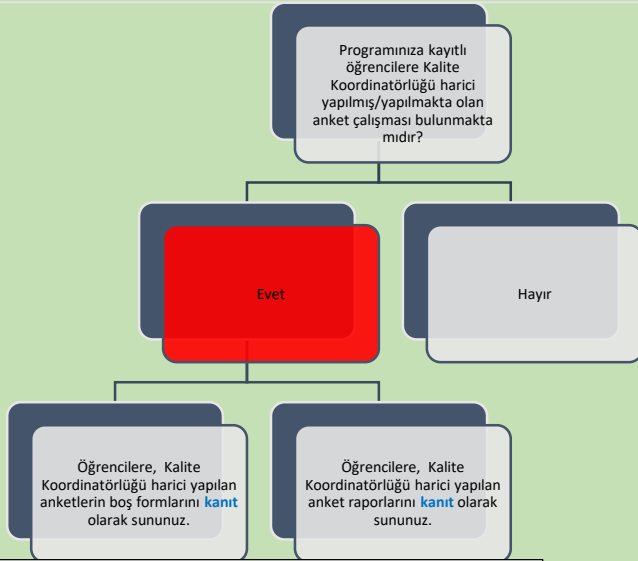 Programınıza kayıtlı
öğrencilere Kalite
Koordinatörlüğü harici
yapılmış/yapılmakta olan
anket çalışması bulunmakta
mıdır?
Evet
Hayır
Öğrencilere, Kalite
Koordinatörlüğü harici yapılan
anketlerin boş formlarını kanıt
olarak sununuz.
Öğrencilere, Kalite
Koordinatörlüğü harici yapılan
anket raporlarını kanıt olarak
sununuz.